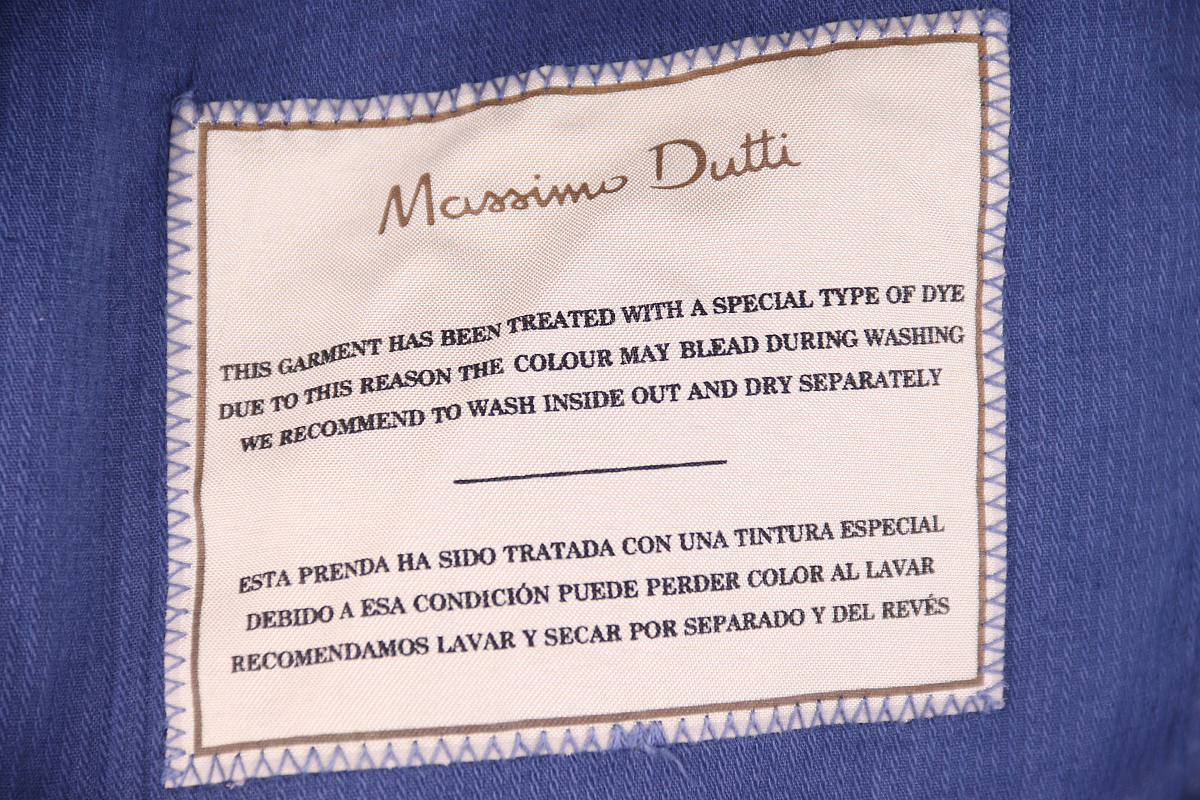 Massimo Dutti
THIS GARMENT HAS BEEN TREATED WITH A SPECIAL TYPE OF DYE
DUE TO THIS REASON THE COLOUR MAY BLEAD DURING WASHING
WE RECOMMEND TO WASH INSIDE OUT AND DRY SEPARATELY
ESTA PRENDA HA SIDO TRATADA CON UNA TINTURA ESPECIAL
DEBIDO A ESA CONDICIÓN PUEDE PERDER COLOR AL LAVAR
RECOMENDAMOS LAVAR Y SECAR POR SEPARADO Y DEL REVÉS